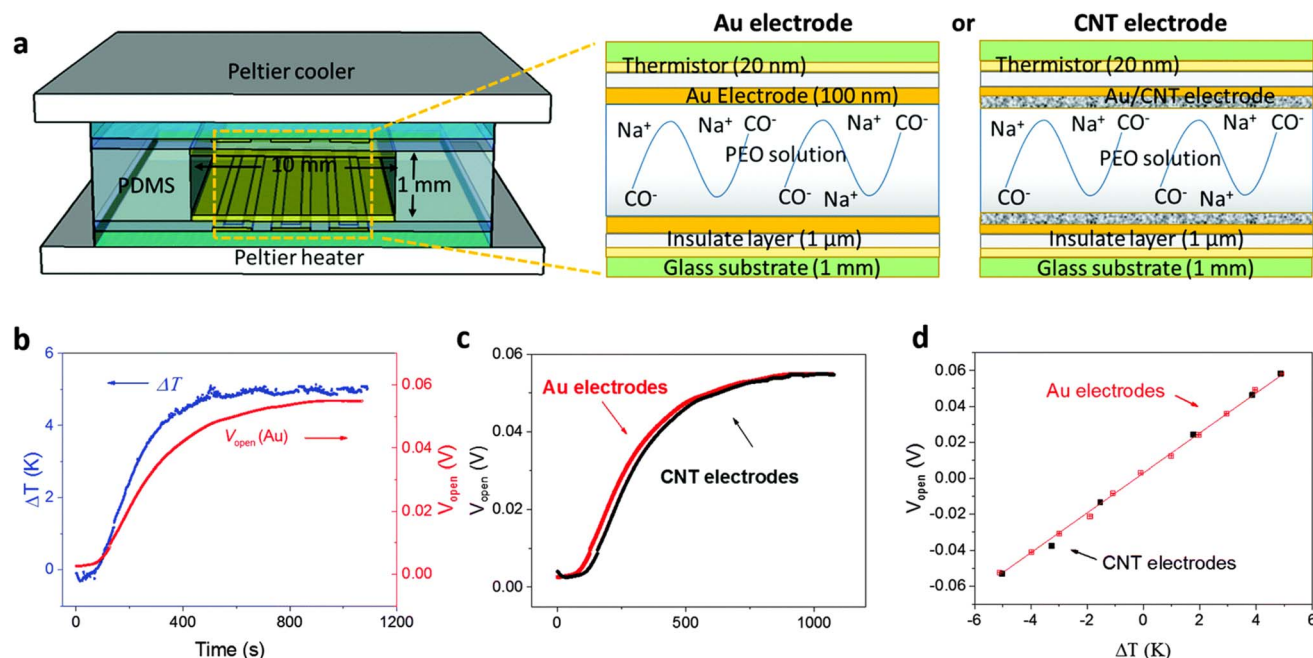 a
Peltier cooler
PDMS
10 mm
1 mm
Peltier heater
Au electrode
Thermistor (20 nm)
Au Electrode (100 nm)
Na⁺ Na⁺ CO⁻ Na⁺ CO⁻
PEO solution
CO⁻ CO⁻ Na⁺
Insulate layer (1 μm)
Glass substrate (1 mm)
or
CNT electrode
Thermistor (20 nm)
Au/CNT electrode
Na⁺ Na⁺ CO⁻ Na⁺ CO⁻
PEO solution
CO⁻ CO⁻ Na⁺
Insulate layer (1 μm)
Glass substrate (1 mm)
b
ΔT (K)
6
4
2
0
ΔT
V_open (Au)
0.06
0.04
0.02
0.00
V_open (V)
0 400 800 1200
Time (s)
c
V_open (V)
0.06
0.04
0.02
0.00
Au electrodes
CNT electrodes
0 500 1000
d
V_open (V)
0.06
0.04
0.02
0.00
-0.02
-0.04
-0.06
Au electrodes
CNT electrodes
-6 -4 -2 0 2 4 6
ΔT (K)